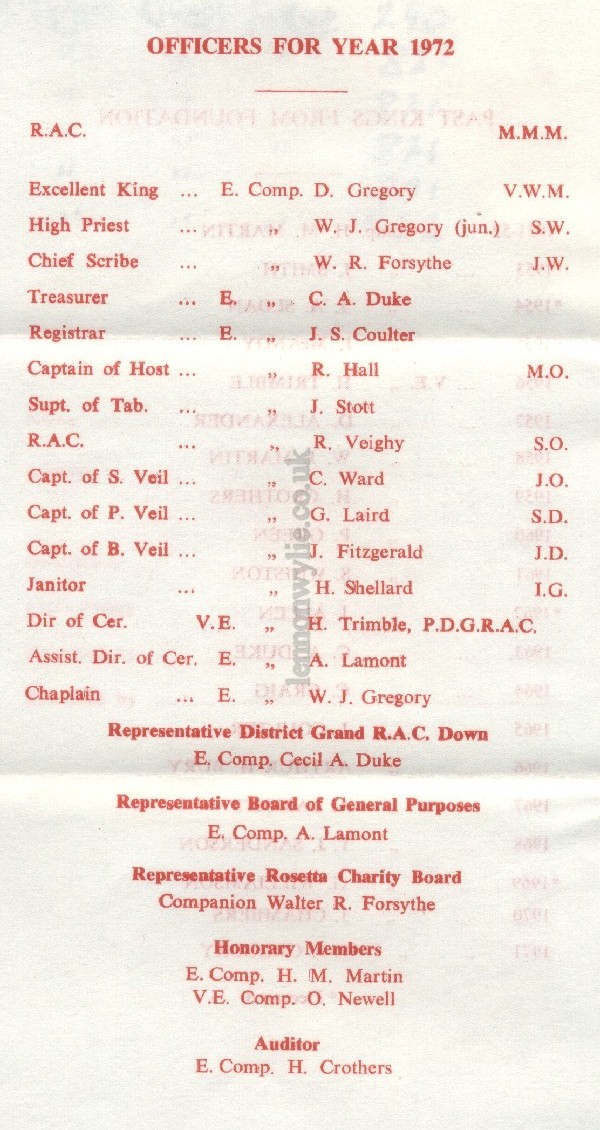 OFFICERS FOR YEAR 1972
R.A.C. M.M.M.
Excellent King ... E. Comp. D. Gregory V.W.M.
High Priest ... „ W. J. Gregory (jun.) S.W.
Chief Scribe ... „ W. R. Forsythe J.W.
Treasurer ... E. „ C. A. Duke
Registrar ... E. „ J. S. Coulter
Captain of Host ... „ R. Hall M.O.
Supt. of Tab. ... „ J. Stott
R.A.C. ... „ R. Veighy S.O.
Capt. of S. Veil ... „ C. Ward J.O.
Capt. of P. Veil ... „ G. Laird S.D.
Capt. of B. Veil ... „ J. Fitzgerald J.D.
Janitor ... „ H. Shellard I.G.
Dir of Cer. V.E. „ H. Trimble, P.D.G.R.A.C.
Assist. Dir. of Cer. E. „ A. Lamont
Chaplain ... E. „ W. J. Gregory
Representative District Grand R.A.C. Down
E. Comp. Cecil A. Duke
Representative Board of General Purposes
E. Comp. A. Lamont
Representative Rosetta Charity Board
Companion Walter R. Forsythe
Honorary Members
E. Comp. H. M. Martin
V.E. Comp. O. Newell
Auditor
E. Comp. H. Crothers
lennonwylie.co.uk